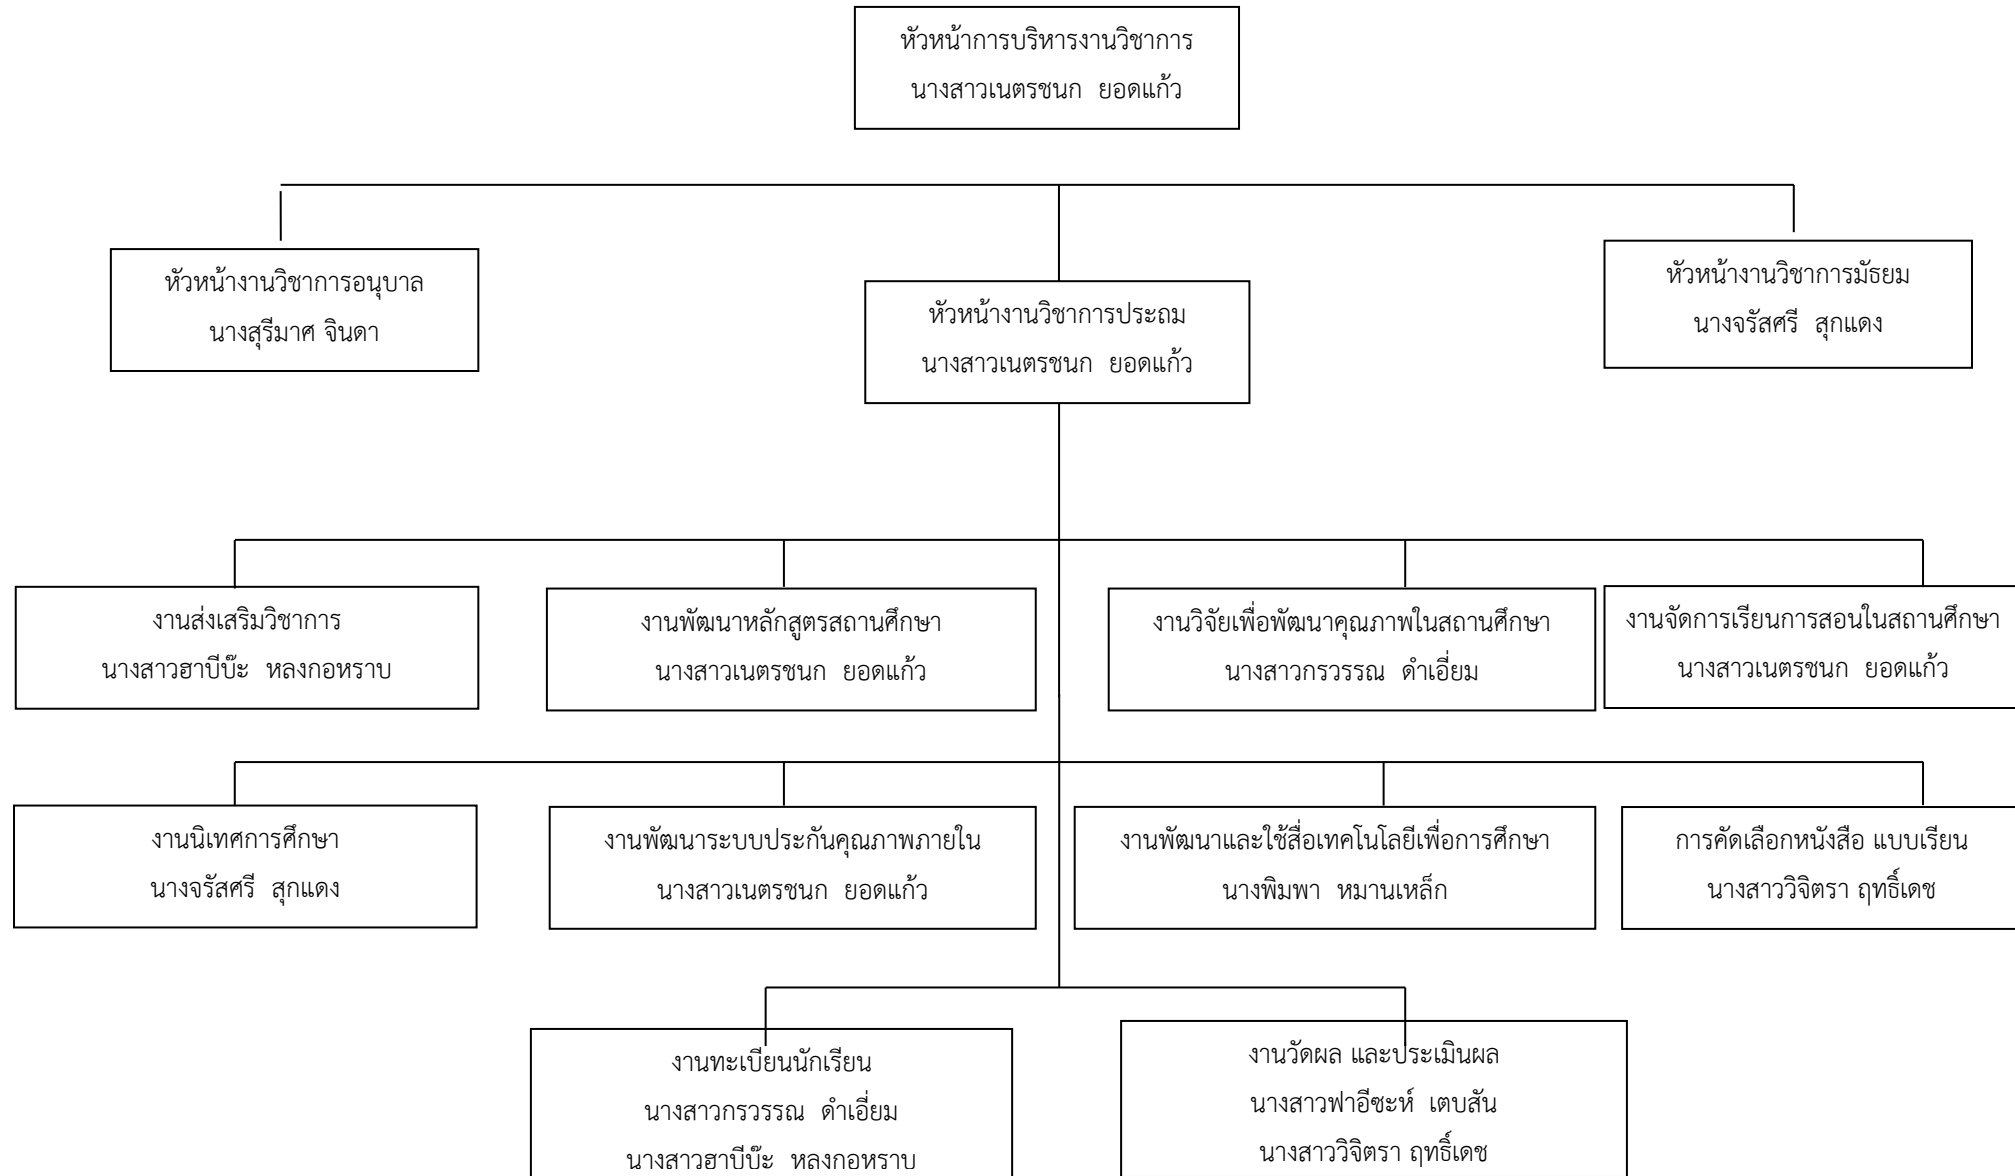 หัวหน้าการบริหารงานวิชาการ
นางสาวเนตรชนก ยอดแก้ว
หัวหน้างานวิชาการอนุบาล
นางสุรีมาศ จินดา
หัวหน้างานวิชาการประถม
นางสาวเนตรชนก ยอดแก้ว
หัวหน้างานวิชาการมัธยม
นางจรัสศรี สุกแดง
งานส่งเสริมวิชาการ
นางสาวฮาบีบ๊ะ หลงกอหราบ
งานพัฒนาหลักสูตรสถานศึกษา
นางสาวเนตรชนก ยอดแก้ว
งานวิจัยเพื่อพัฒนาคุณภาพในสถานศึกษา
นางสาวกรวรรณ ดำเอี่ยม
งานจัดการเรียนการสอนในสถานศึกษา
นางสาวเนตรชนก ยอดแก้ว
งานนิเทศการศึกษา
นางจรัสศรี สุกแดง
งานพัฒนาระบบประกันคุณภาพภายใน
นางสาวเนตรชนก ยอดแก้ว
งานพัฒนาและใช้สื่อเทคโนโลยีเพื่อการศึกษา
นางพิมพา หมานเหล็ก
การคัดเลือกหนังสือ แบบเรียน
นางสาววิจิตรา ฤทธิ์เดช
งานทะเบียนนักเรียน
นางสาวกรวรรณ ดำเอี่ยม
นางสาวฮาบีบ๊ะ หลงกอหราบ
งานวัดผล และประเมินผล
นางสาวฟาอีซะห์ เตบสัน
นางสาววิจิตรา ฤทธิ์เดช